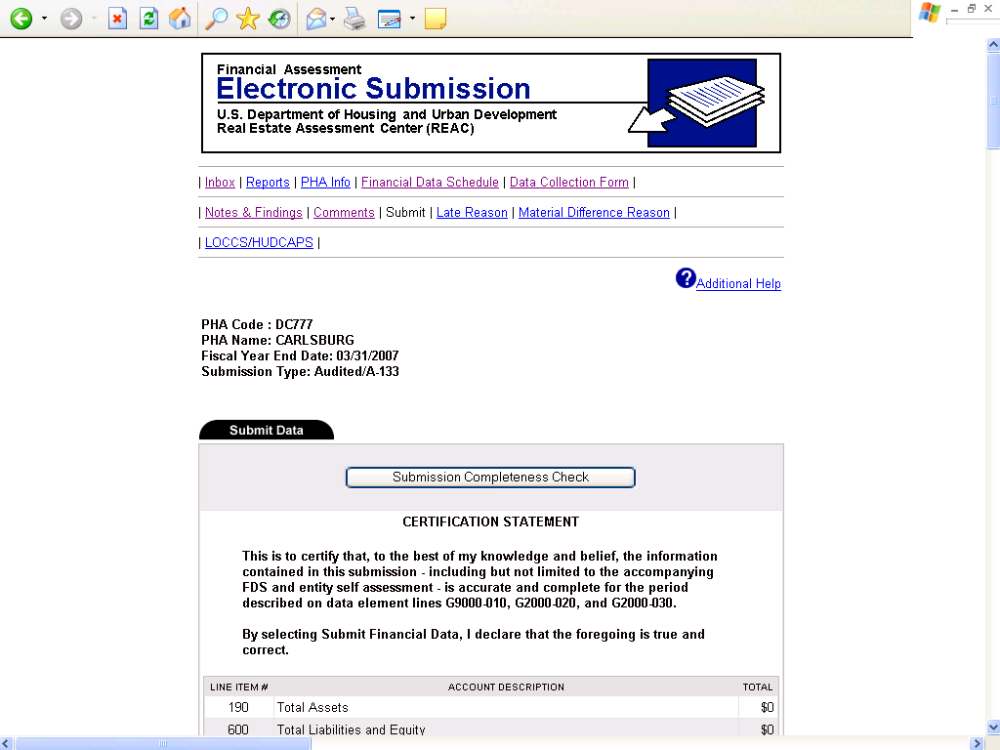 Financial Assessment
Electronic Submission
U.S. Department of Housing and Urban Development
Real Estate Assessment Center (REAC)
| Inbox | Reports | PHA Info | Financial Data Schedule | Data Collection Form |
| Notes & Findings | Comments | Submit | Late Reason | Material Difference Reason |
| LOCCS/HUDCAPS |
? Additional Help
PHA Code : DC777
PHA Name: CARLSBURG
Fiscal Year End Date: 03/31/2007
Submission Type: Audited/A-133
Submit Data
Submission Completeness Check
CERTIFICATION STATEMENT
This is to certify that, to the best of my knowledge and belief, the information
contained in this submission - including but not limited to the accompanying
FDS and entity self assessment - is accurate and complete for the period
described on data element lines G9000-010, G2000-020, and G2000-030.
By selecting Submit Financial Data, I declare that the foregoing is true and
correct.
LINE ITEM # ACCOUNT DESCRIPTION TOTAL
190 Total Assets $0
600 Total Liabilities and Equity $0